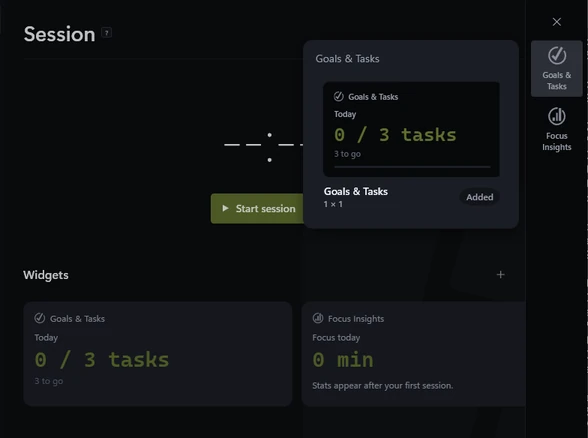 Session ?
Goals & Tasks
Goals & Tasks
Today
0 / 3 tasks
3 to go
Goals & Tasks
1 × 1
Added
Goals &
Tasks
Focus
Insights
--:--
Start session
Widgets
Goals & Tasks
Today
0 / 3 tasks
3 to go
Focus Insights
Focus today
0 min
Stats appear after your first session.